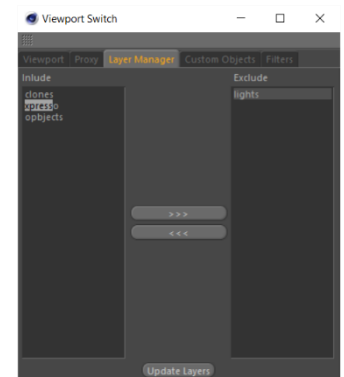 Viewport Switch
Viewport Proxy Layer Manager Custom Objects Filters
Inlude Exclude
clones lights
xpresso
opbjects
>>>
<<<
Update Layers